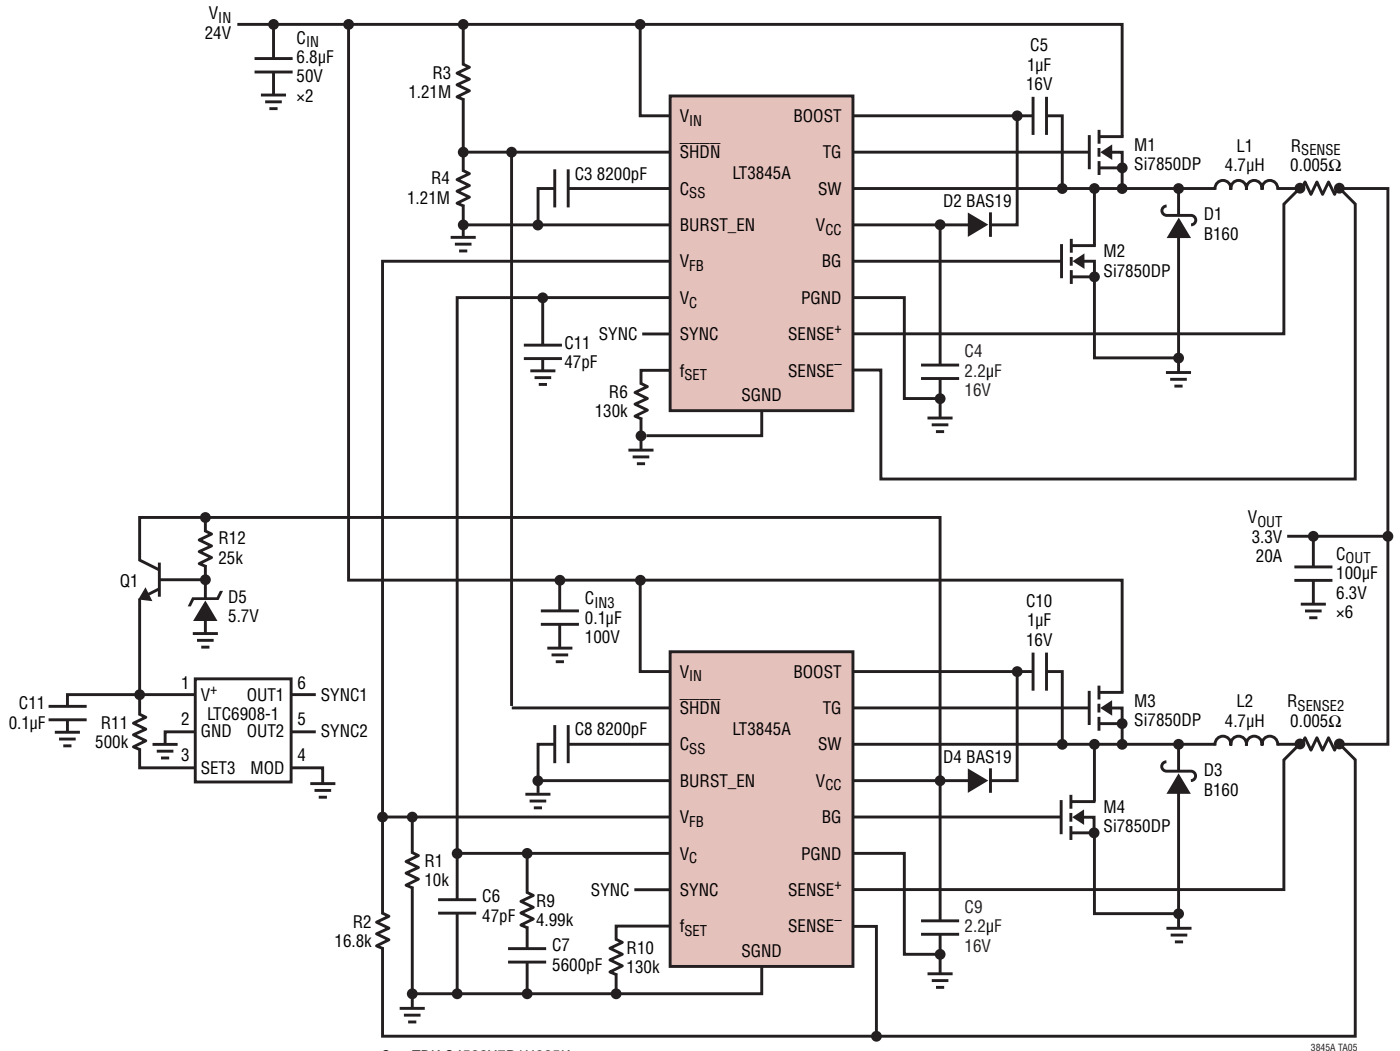 VIN
24V
CIN
6.8µF
50V
×2
R3
1.21M
R4
1.21M
C3 8200pF
VIN
SHDN
CSS
BURST_EN
VFB
VC
SYNC
fSET
LT3845A
SGND
BOOST
TG
SW
VCC
BG
PGND
SENSE+
SENSE–
SYNC
C11
47pF
R6
130k
C5
1µF
16V
D2 BAS19
M1
Si7850DP
M2
Si7850DP
L1
4.7µH
RSENSE
0.005Ω
D1
B160
C4
2.2µF
16V
VOUT
3.3V
20A
COUT
100µF
6.3V
×6
R12
25k
Q1
D5
5.7V
C11
0.1µF
R11
500k
1
V+
OUT1
6
SYNC1
LTC6908-1
2
GND
OUT2
5
SYNC2
3
SET3
MOD
4
CIN3
0.1µF
100V
C8 8200pF
VIN
SHDN
CSS
BURST_EN
VFB
VC
SYNC
fSET
LT3845A
SGND
BOOST
TG
SW
VCC
BG
PGND
SENSE+
SENSE–
SYNC
R1
10k
R2
16.8k
C6
47pF
R9
4.99k
C7
5600pF
R10
130k
C10
1µF
16V
D4 BAS19
M3
Si7850DP
M4
Si7850DP
L2
4.7µH
RSENSE2
0.005Ω
D3
B160
C9
2.2µF
16V
3845A TA05